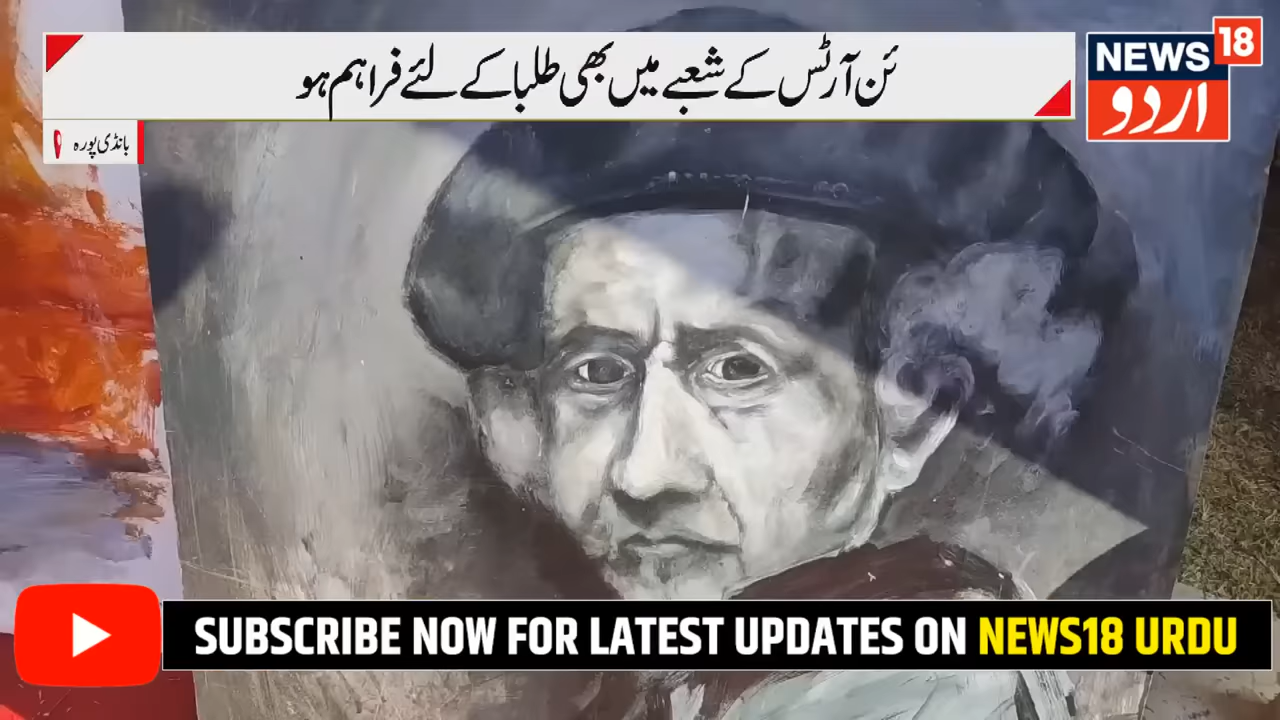 ئن آرٹس کے شعبے میں بھی طلبا کے لئے فراہم ہو
NEWS 18
اردو
بانڈی پورہ
SUBSCRIBE NOW FOR LATEST UPDATES ON NEWS18 URDU